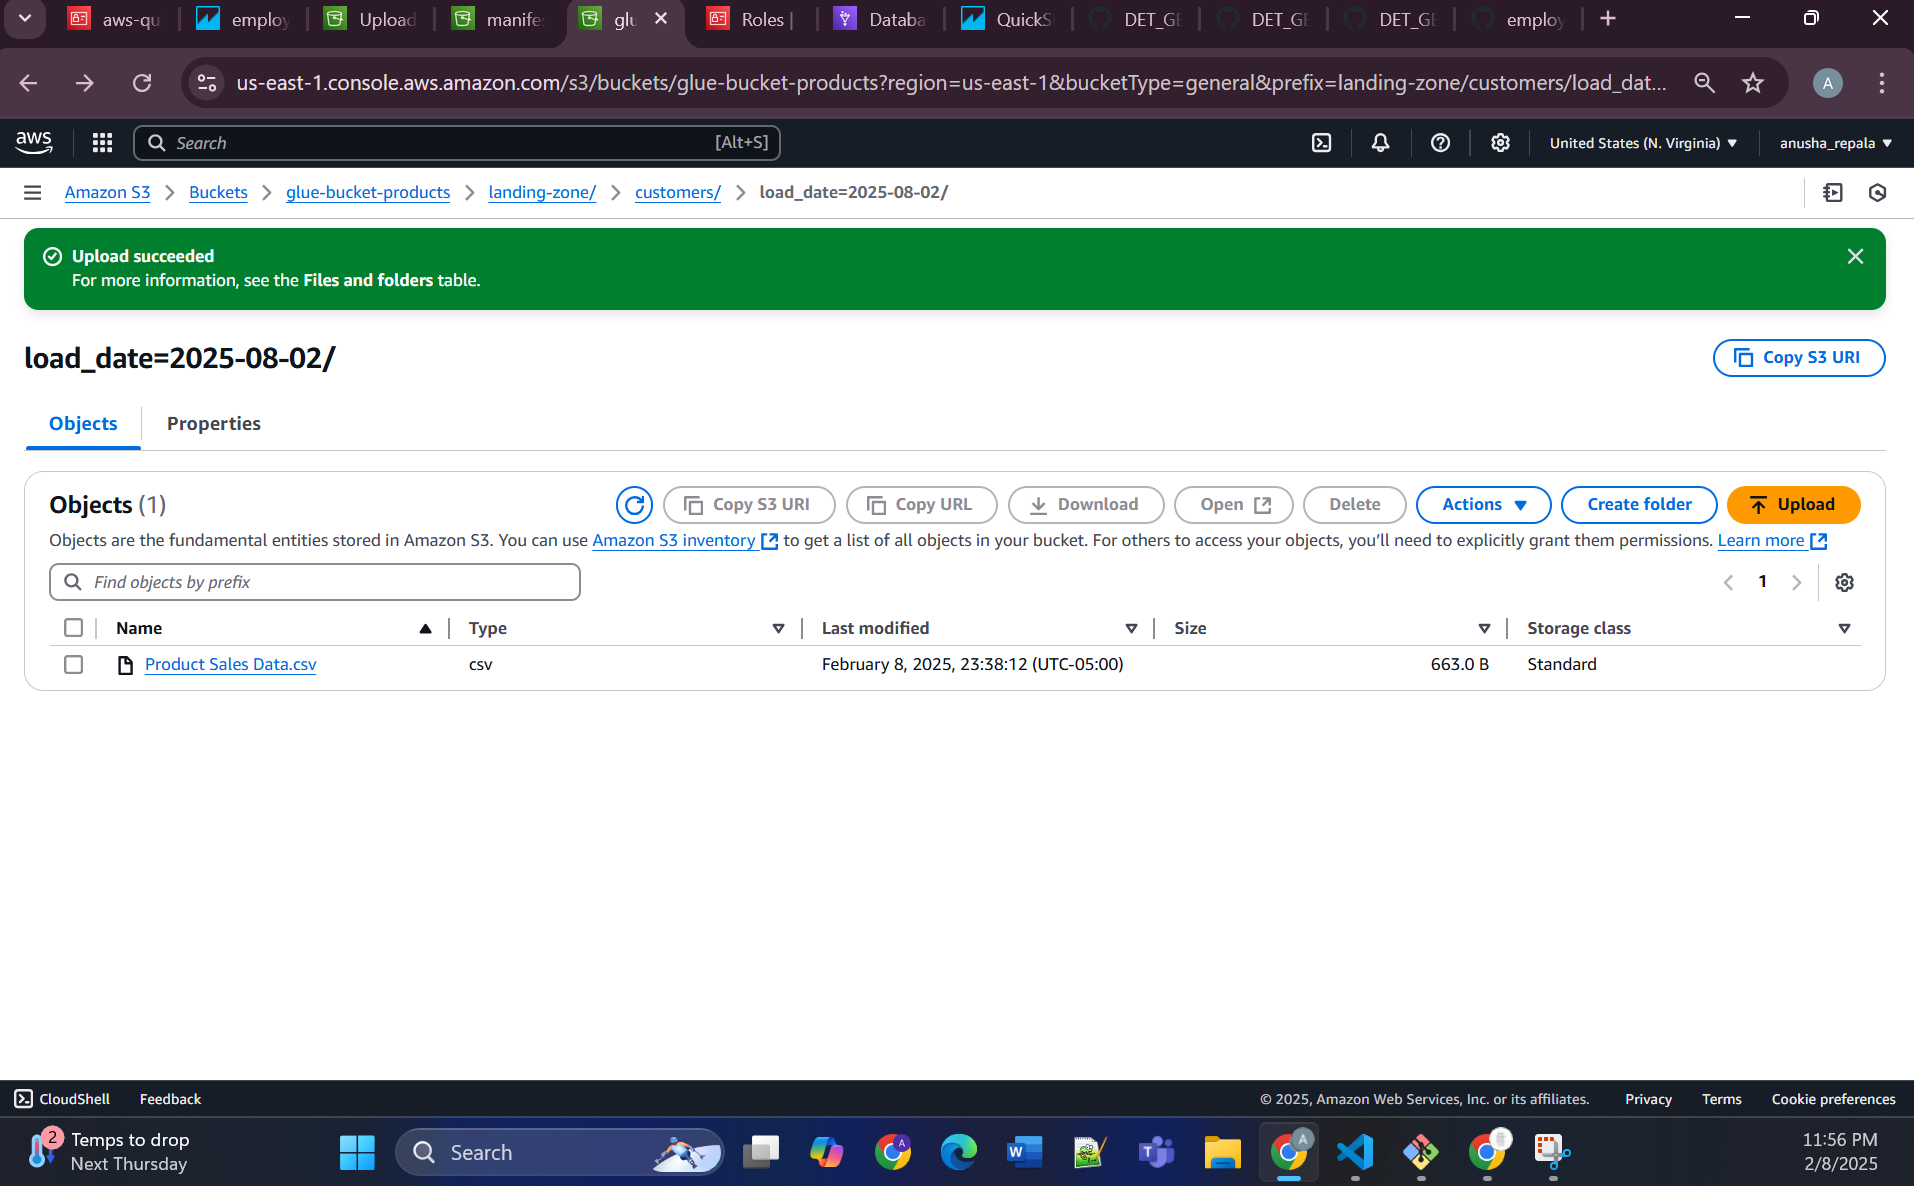 aws-qu
employ
Upload
manife
glu
Roles |
Databa
QuickSi
DET_GE
DET_GE
DET_GE
employ
us-east-1.console.aws.amazon.com/s3/buckets/glue-bucket-products?region=us-east-1&bucketType=general&prefix=landing-zone/customers/load_dat...
A
aws
Search [Alt+S]
United States (N. Virginia)
anusha_repala
Amazon S3
Buckets
glue-bucket-products
landing-zone/
customers/
load_date=2025-08-02/
Upload succeeded
For more information, see the Files and folders table.
load_date=2025-08-02/
Copy S3 URI
Objects
Properties
Objects (1)
Copy S3 URI
Copy URL
Download
Open
Delete
Actions
Create folder
Upload
Objects are the fundamental entities stored in Amazon S3. You can use Amazon S3 inventory to get a list of all objects in your bucket. For others to access your objects, you’ll need to explicitly grant them permissions. Learn more
Find objects by prefix
1
Name Type Last modified Size Storage class
Product Sales Data.csv csv February 8, 2025, 23:38:12 (UTC-05:00) 663.0 B Standard
CloudShell
Feedback
© 2025, Amazon Web Services, Inc. or its affiliates.
Privacy
Terms
Cookie preferences
2
Temps to drop
Next Thursday
Search
A
W
T
A
11:56 PM
2/8/2025